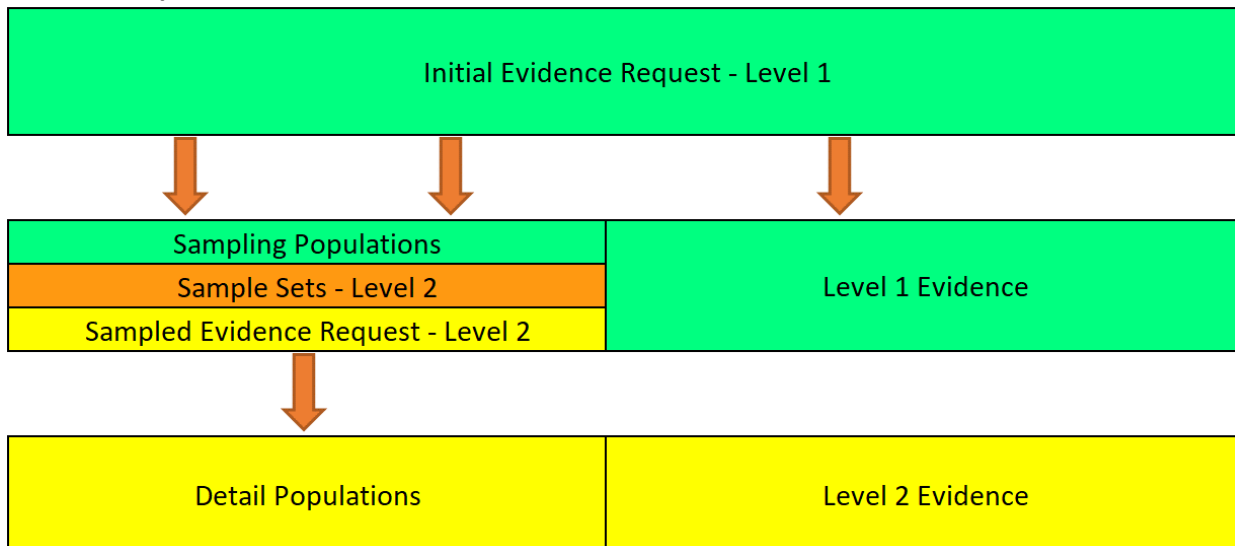 Initial Evidence Request - Level 1
Sampling Populations
Sample Sets - Level 2
Sampled Evidence Request - Level 2
Level 1 Evidence
Detail Populations
Level 2 Evidence